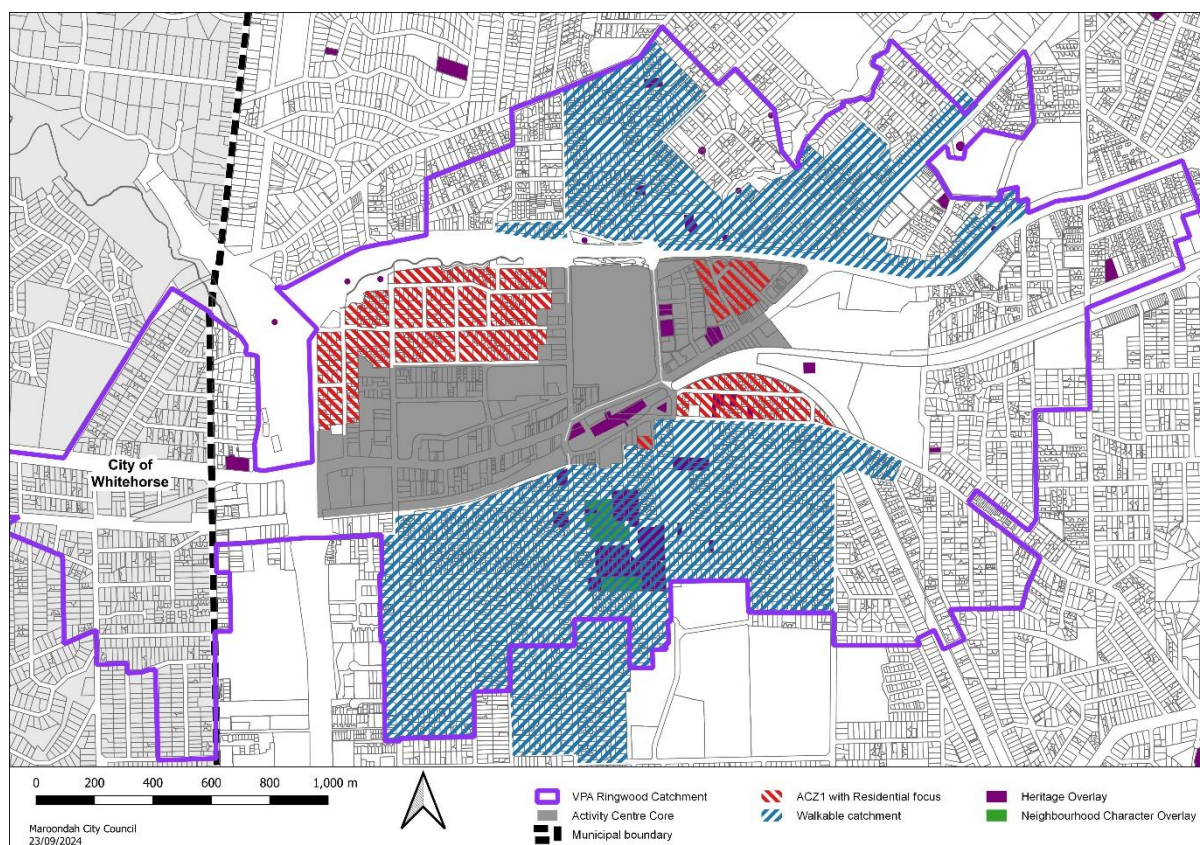 City of
Whitehorse
0 200 400 600 800 1,000 m
Maroondah City Council
23/09/2024
VPA Ringwood Catchment
Activity Centre Core
Municipal boundary
ACZ1 with Residential focus
Walkable catchment
Heritage Overlay
Neighbourhood Character Overlay